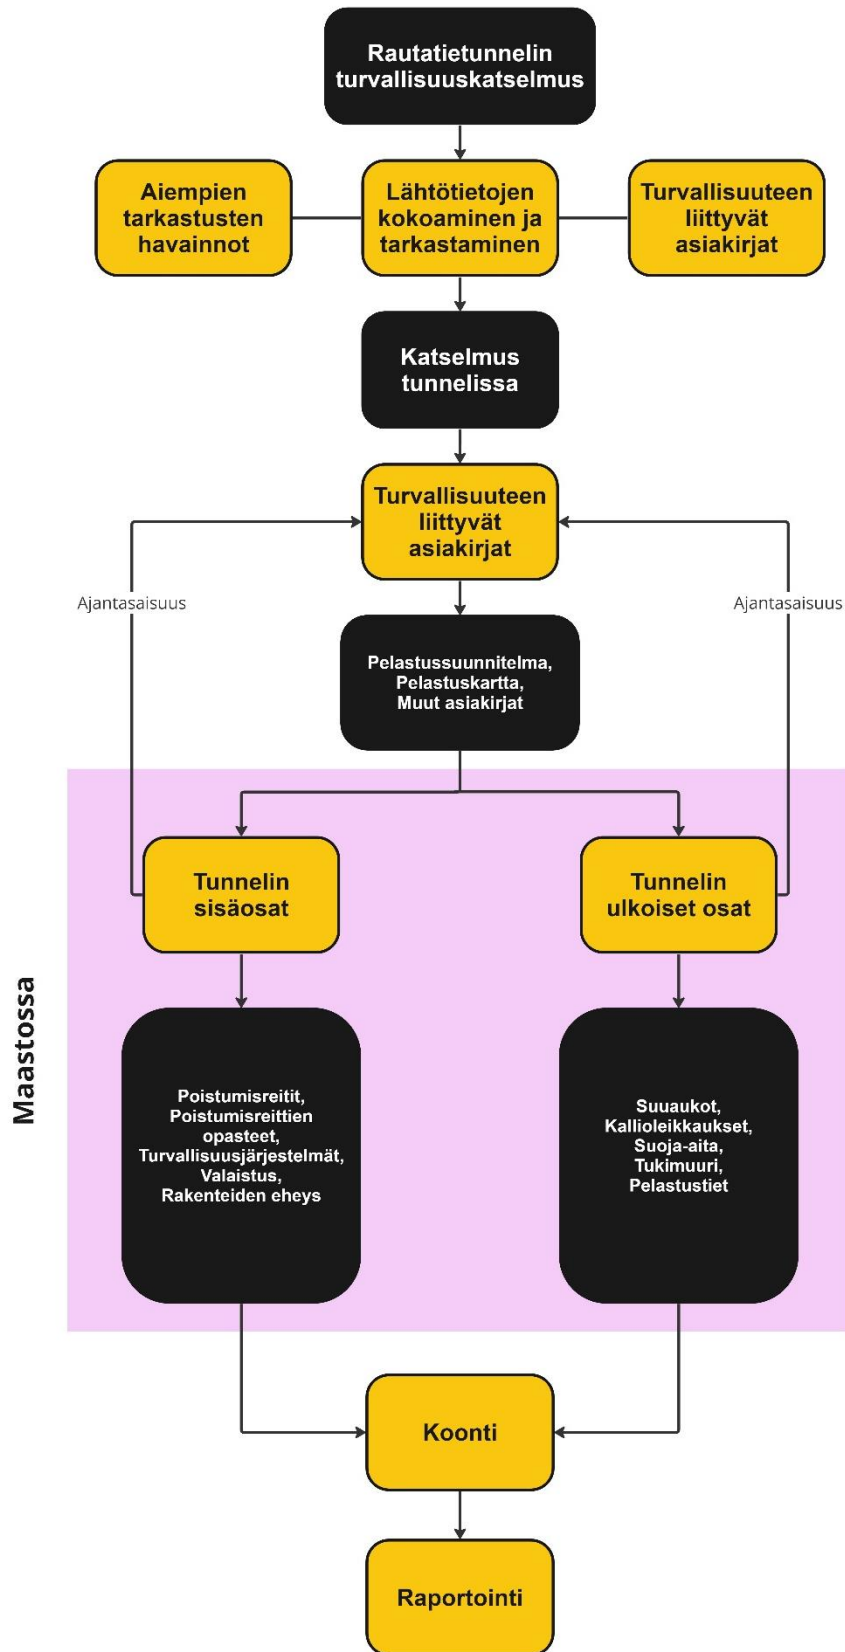 Rautatietunnelin
turvallisuuskatselmus
Aiempien
tarkastusten
havainnot
Lähtötietojen
kokoaminen ja
tarkastaminen
Turvallisuuteen
liittyvät
asiakirjat
Katselmus
tunnelissa
Turvallisuuteen
liittyvät
asiakirjat
Ajantasaisuus
Ajantasaisuus
Pelastussuunnitelma,
Pelastuskartta,
Muut asiakirjat
Maastossa
Tunnelin
sisäosat
Tunnelin
ulkoiset osat
Poistumisreitit,
Poistumisreittien
opasteet,
Turvallisuusjärjestelmät,
Valaistus,
Rakenteiden eheys
Suuaukot,
Kallioleikkaukset,
Suoja-aita,
Tukimuuri,
Pelastustiet
Koonti
Raportointi